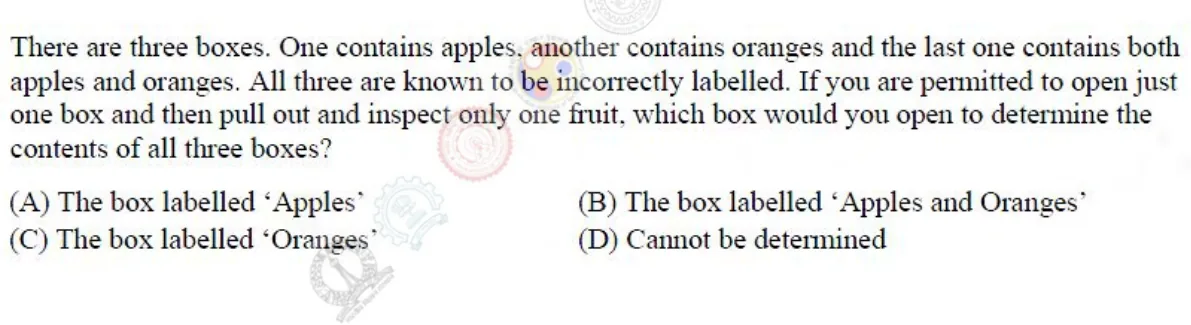 There are three boxes. One contains apples, another contains oranges and the last one contains both
apples and oranges. All three are known to be incorrectly labelled. If you are permitted to open just
one box and then pull out and inspect only one fruit, which box would you open to determine the
contents of all three boxes?
(A) The box labelled ‘Apples’
(B) The box labelled ‘Apples and Oranges’
(C) The box labelled ‘Oranges’
(D) Cannot be determined